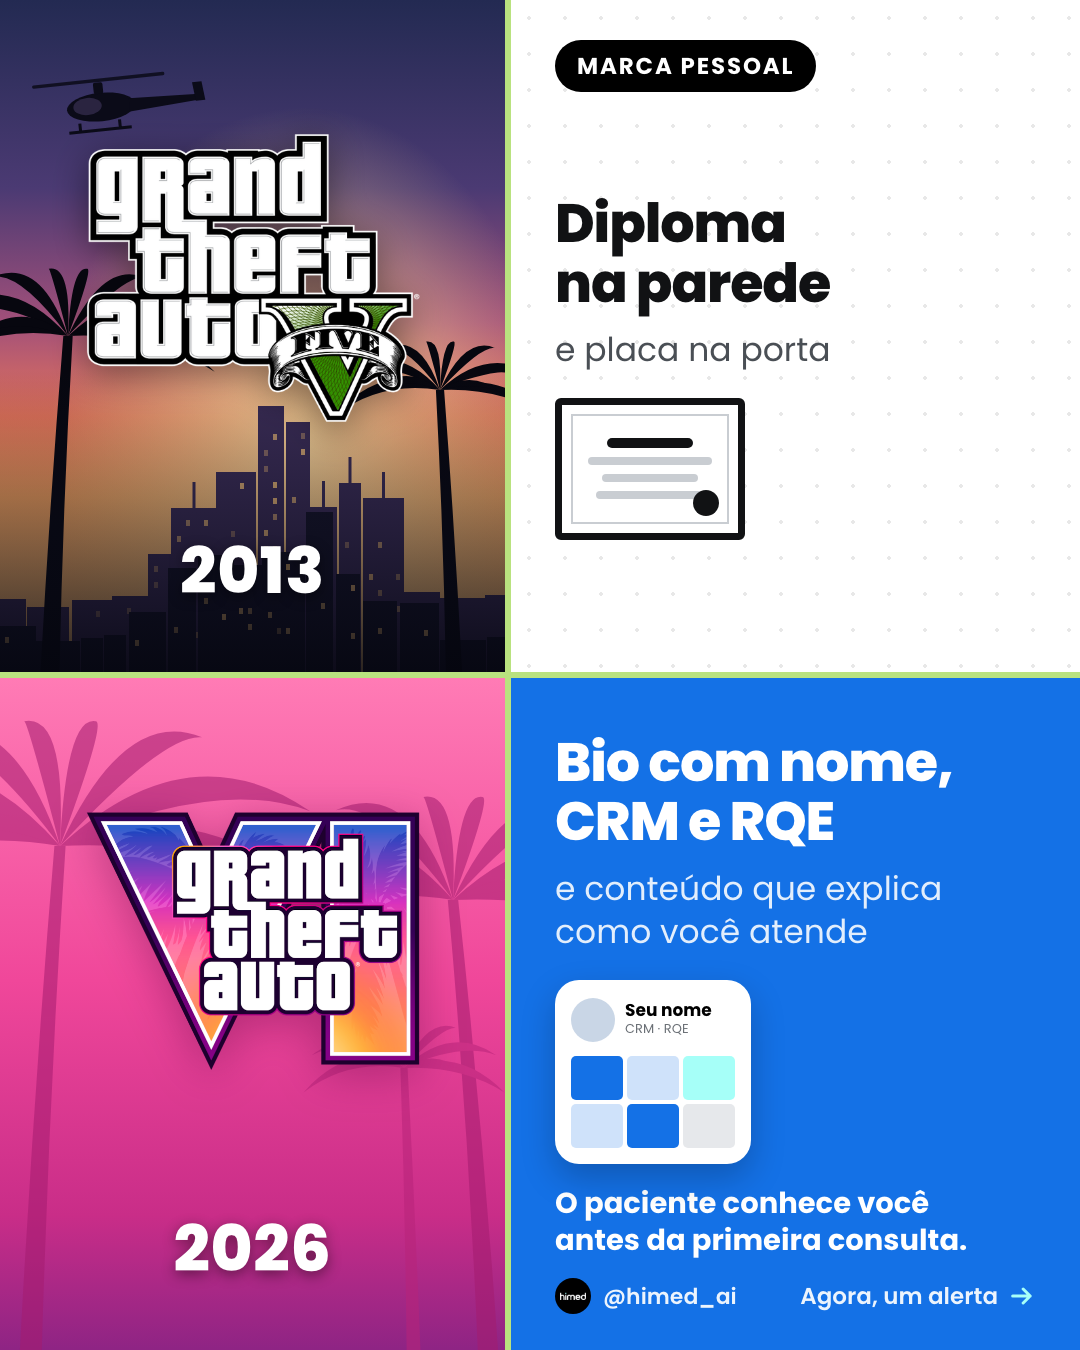 grand
theft
auto
FIVE
®
2013
MARCA PESSOAL
Diploma
na parede
e placa na porta
VI
grand
theft
auto
2026
Bio com nome,
CRM e RQE
e conteúdo que explica
como você atende
Seu nome
CRM · RQE
O paciente conhece você
antes da primeira consulta.
himed
@himed_ai
Agora, um alerta →